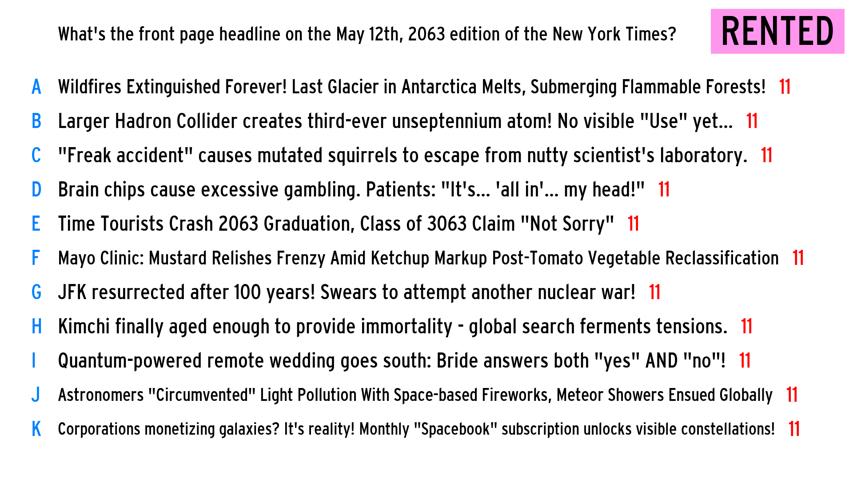 What's the front page headline on the May 12th, 2063 edition of the New York Times?
RENTED
A Wildfires Extinguished Forever! Last Glacier in Antarctica Melts, Submerging Flammable Forests! 11
B Larger Hadron Collider creates third-ever unseptennium atom! No visible "Use" yet... 11
C "Freak accident" causes mutated squirrels to escape from nutty scientist's laboratory. 11
D Brain chips cause excessive gambling. Patients: "It's... 'all in'... my head!" 11
E Time Tourists Crash 2063 Graduation, Class of 3063 Claim "Not Sorry" 11
F Mayo Clinic: Mustard Relishes Frenzy Amid Ketchup Markup Post-Tomato Vegetable Reclassification 11
G JFK resurrected after 100 years! Swears to attempt another nuclear war! 11
H Kimchi finally aged enough to provide immortality - global search ferments tensions. 11
I Quantum-powered remote wedding goes south: Bride answers both "yes" AND "no"! 11
J Astronomers "Circumvented" Light Pollution With Space-based Fireworks, Meteor Showers Ensued Globally 11
K Corporations monetizing galaxies? It's reality! Monthly "Spacebook" subscription unlocks visible constellations! 11